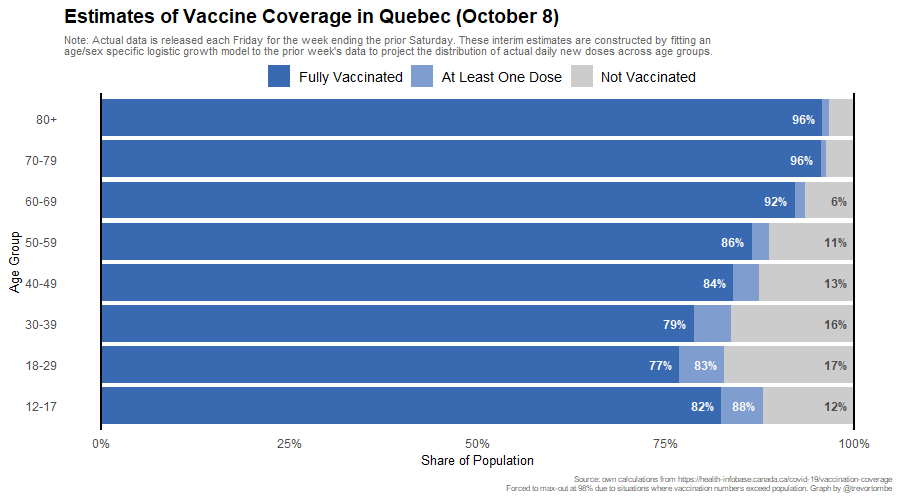 Estimates of Vaccine Coverage in Quebec (October 8)
Note: Actual data is released each Friday for the week ending the prior Saturday. These interim estimates are constructed by fitting an
age/sex specific logistic growth model to the prior week's data to project the distribution of actual daily new doses across age groups.
Fully Vaccinated At Least One Dose Not Vaccinated
80+ 96%
70-79 96%
60-69 92% 6%
50-59 86% 11%
40-49 84% 13%
30-39 79% 16%
18-29 77% 83% 17%
12-17 82% 88% 12%
Age Group
0% 25% 50% 75% 100%
Share of Population
Source: own calculations from https://health-infobase.canada.ca/covid-19/vaccination-coverage
Forced to max-out at 98% due to situations where vaccination numbers exceed population. Graph by @trevortombe